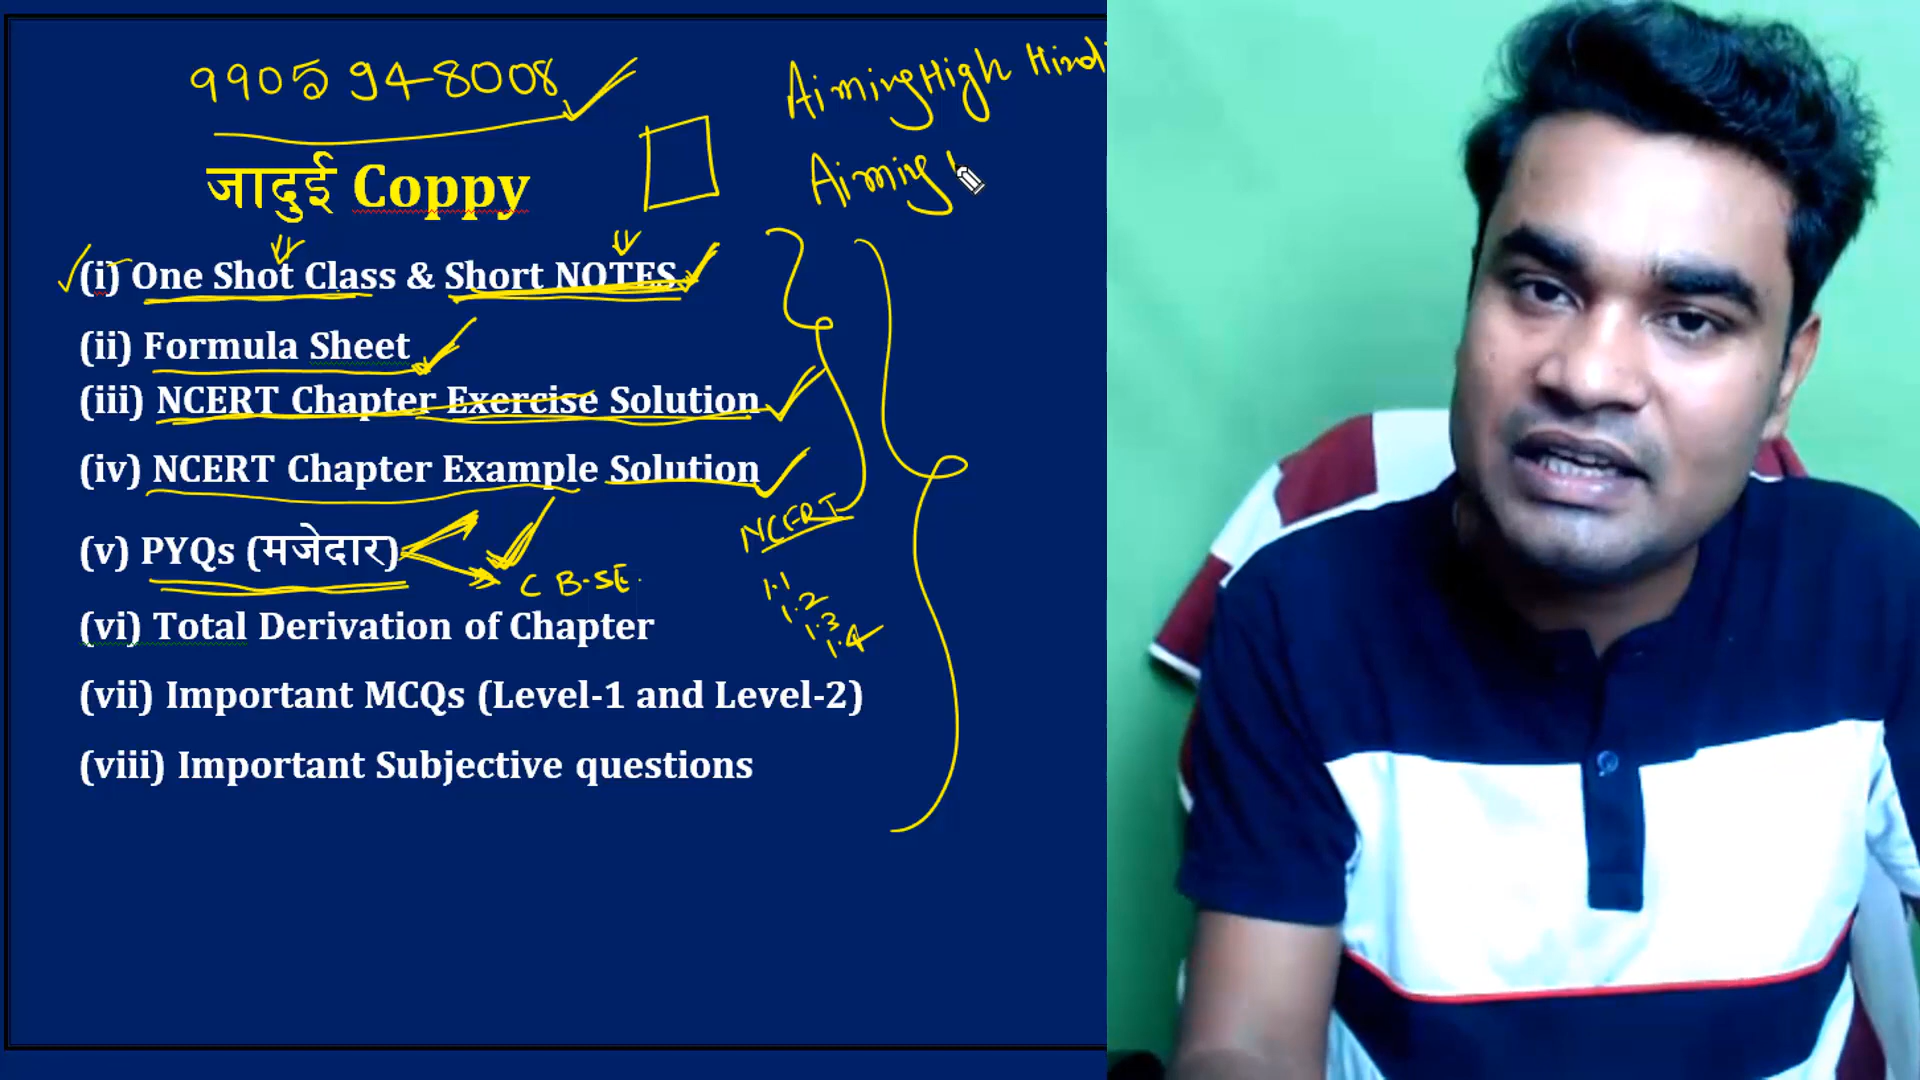 9905948008
AimingHigh Hindi
Aiming
जादुई Coppy
(i) One Shot Class & Short NOTES
(ii) Formula Sheet
(iii) NCERT Chapter Exercise Solution
(iv) NCERT Chapter Example Solution
NCERT
(v) PYQs (मजेदार)
CB.SE.
1.1
1.2
1.3
1.4
(vi) Total Derivation of Chapter
(vii) Important MCQs (Level-1 and Level-2)
(viii) Important Subjective questions